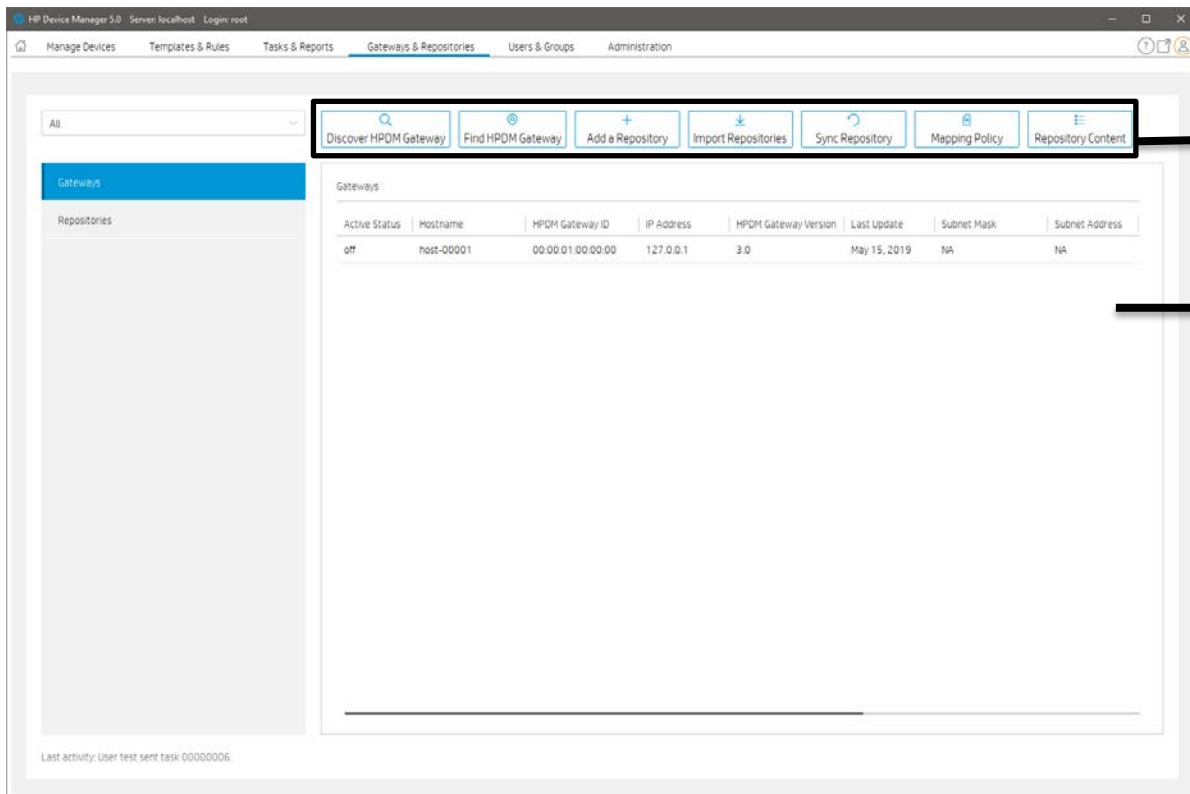 HP Device Manager 5.0 Server: localhost Login: root
Manage Devices Templates & Rules Tasks & Reports Gateways & Repositories Users & Groups Administration
All
Discover HPDM Gateway Find HPDM Gateway Add a Repository Import Repositories Sync Repository Mapping Policy Repository Content
Gateways
Repositories
Gateways
Active Status Hostname HPDM Gateway ID IP Address HPDM Gateway Version Last Update Subnet Mask Subnet Address
off host-00001 00:00:01:00:00:00 127.0.0.1 3.0 May 15, 2019 NA NA
Last activity: User test sent task 00000006.